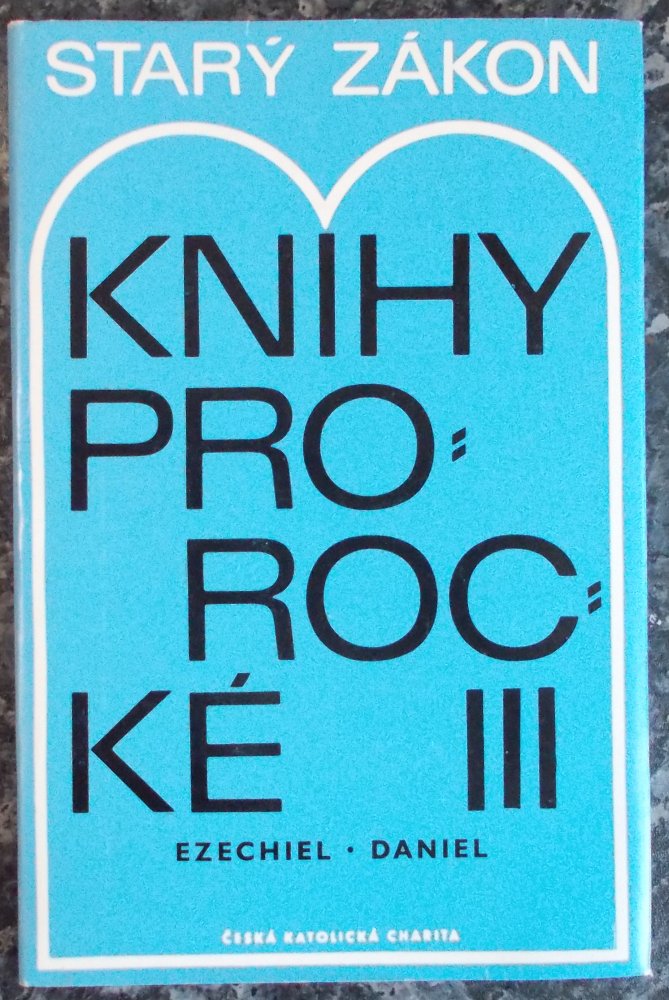 STARÝ ZÁKON
KNIHY
PRO=
ROC=
KÉ III
EZECHIEL · DANIEL
ČESKÁ KATOLICKÁ CHARITA